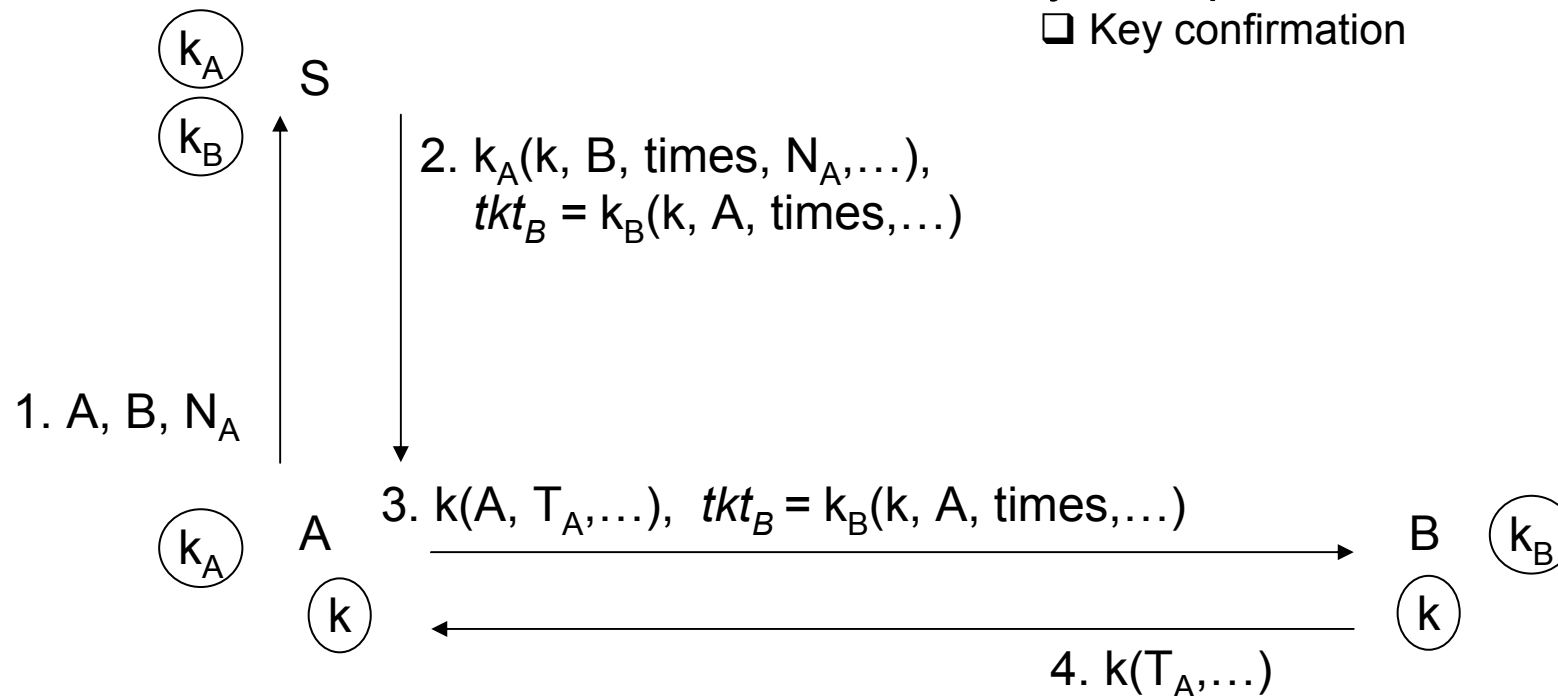 ❑ Key confirmation
k_A
S
k_B
2. k_A(k, B, times, N_A,…),
tkt_B = k_B(k, A, times,…)
1. A, B, N_A
3. k(A, T_A,…), tkt_B = k_B(k, A, times,…)
k_A
A
B
k_B
k
k
4. k(T_A,…)